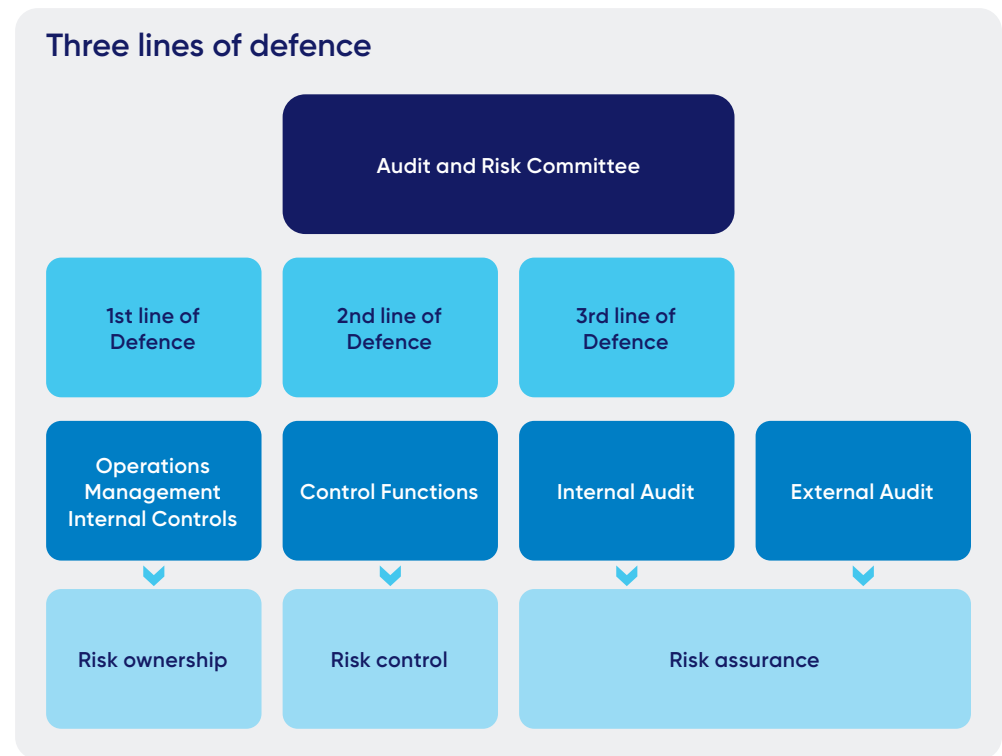 Three lines of defence
Audit and Risk Committee
1st line of
Defence
2nd line of
Defence
3rd line of
Defence
Operations
Management
Internal Controls
Control Functions
Internal Audit
External Audit
Risk ownership
Risk control
Risk assurance